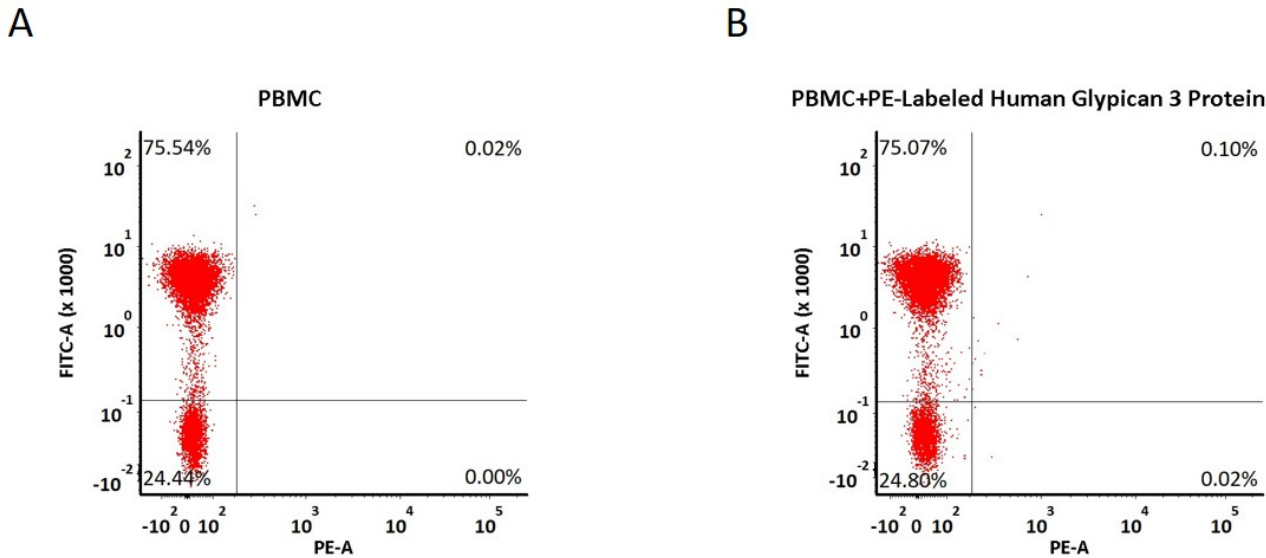 A
PBMC
75.54%
0.02%
24.44%
0.00%
10^2
10^1
10^0
10^-1
-10^-2
FITC-A (x 1000)
-10^2 0 10^2 10^3 10^4 10^5
PE-A
B
PBMC+PE-Labeled Human Glypican 3 Protein
75.07%
0.10%
24.80%
0.02%
10^2
10^1
10^0
10^-1
-10^-2
FITC-A (x 1000)
-10^2 0 10^2 10^3 10^4 10^5
PE-A